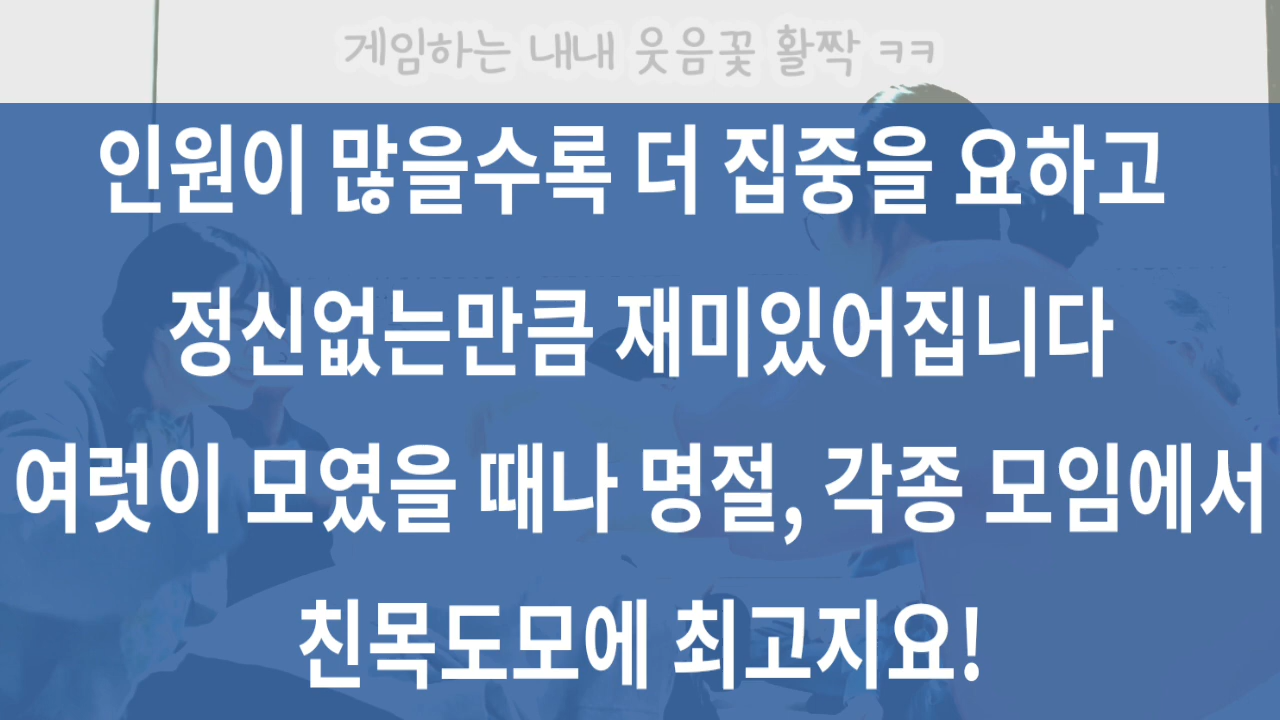 게임하는 내내 웃음꽃 활짝 ㅋㅋ
인원이 많을수록 더 집중을 요하고
정신없는만큼 재미있어집니다
여럿이 모였을 때나 명절, 각종 모임에서
친목도모에 최고지요!